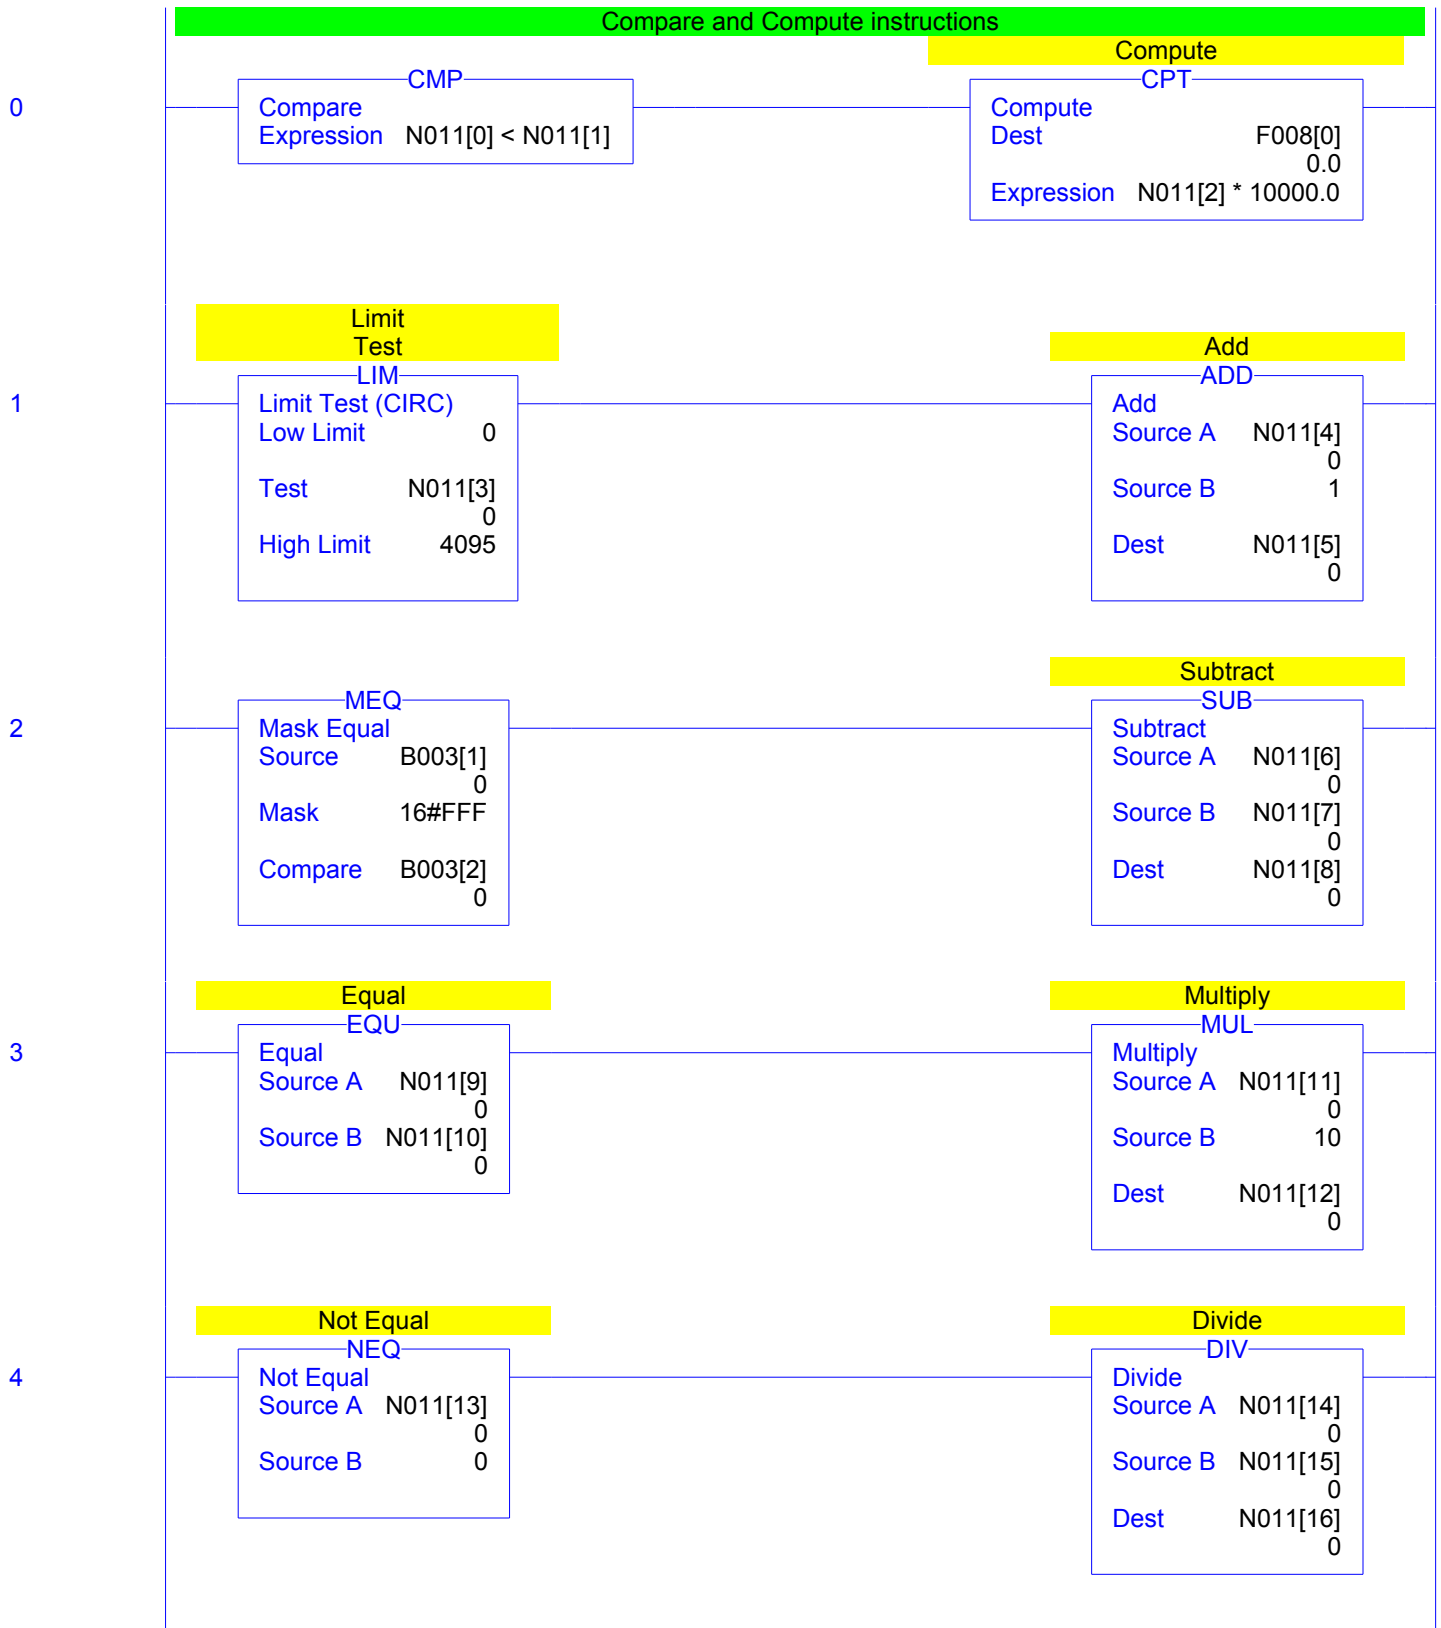 Compare and Compute instructions
Compute
CMP
CPT
0
Compare
Compute
Expression N011[0] < N011[1]
Dest F008[0]
0.0
Expression N011[2] * 10000.0
Limit
Test
Add
LIM
ADD
1
Limit Test (CIRC)
Add
Low Limit 0
Source A N011[4]
0
Test N011[3]
Source B 1
0
High Limit 4095
Dest N011[5]
0
Subtract
MEQ
SUB
2
Mask Equal
Subtract
Source B003[1]
Source A N011[6]
0
0
Mask 16#FFF
Source B N011[7]
0
Compare B003[2]
Dest N011[8]
0
0
Equal
Multiply
EQU
MUL
3
Equal
Multiply
Source A N011[9]
Source A N011[11]
0
0
Source B N011[10]
Source B 10
0
Dest N011[12]
0
Not Equal
Divide
NEQ
DIV
4
Not Equal
Divide
Source A N011[13]
Source A N011[14]
0
0
Source B 0
Source B N011[15]
0
Dest N011[16]
0